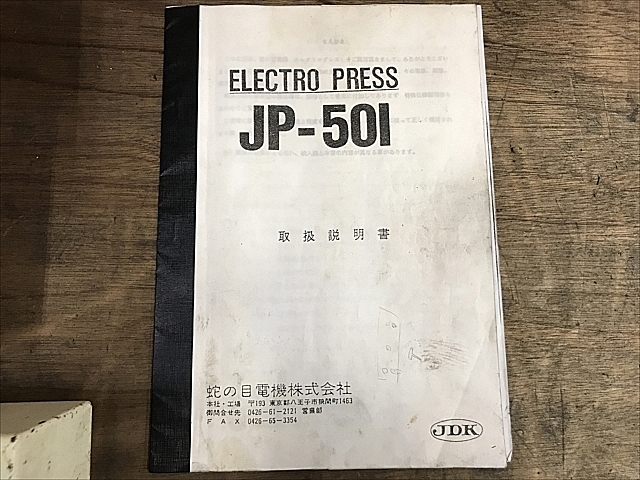 ELECTRO PRESS
JP-501
取扱説明書
蛇の目電機株式会社
本社・工場 〒193 東京都八王子市狭間町1463
御問合せ先 0426-61-2121 営業部
FAX 0426-65-3354
JDK